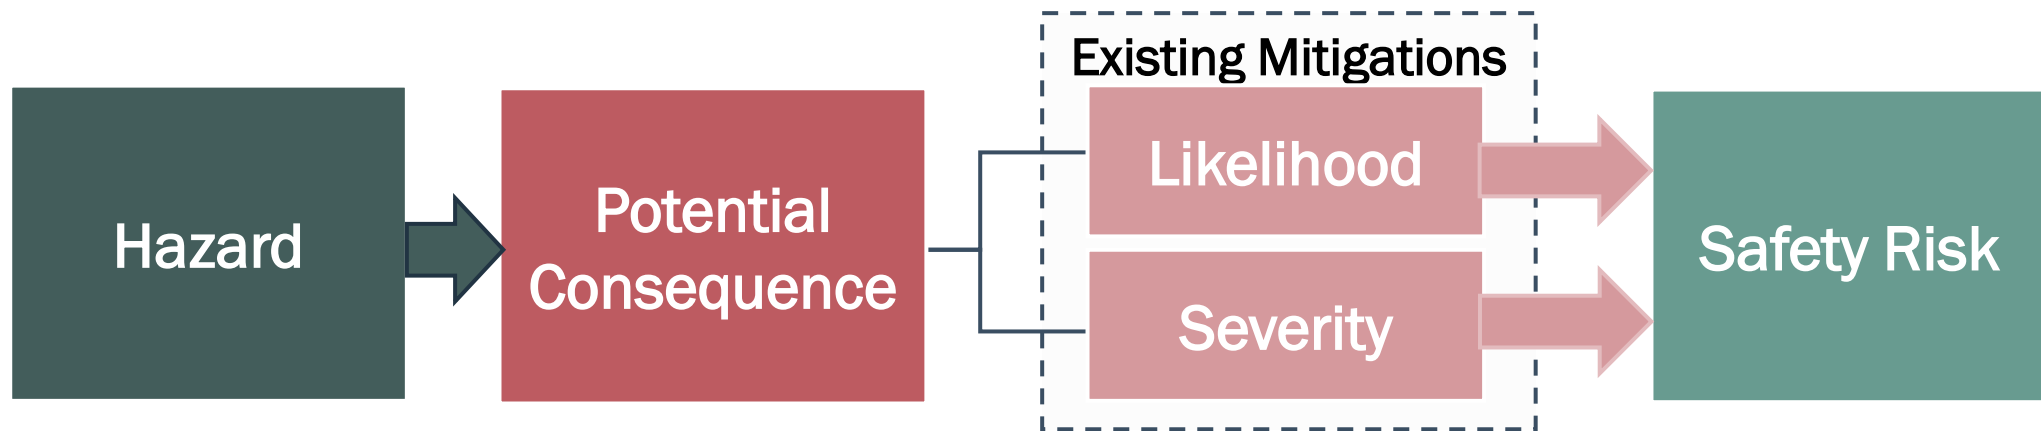 Hazard
Potential
Consequence
Existing Mitigations
Likelihood
Severity
Safety Risk